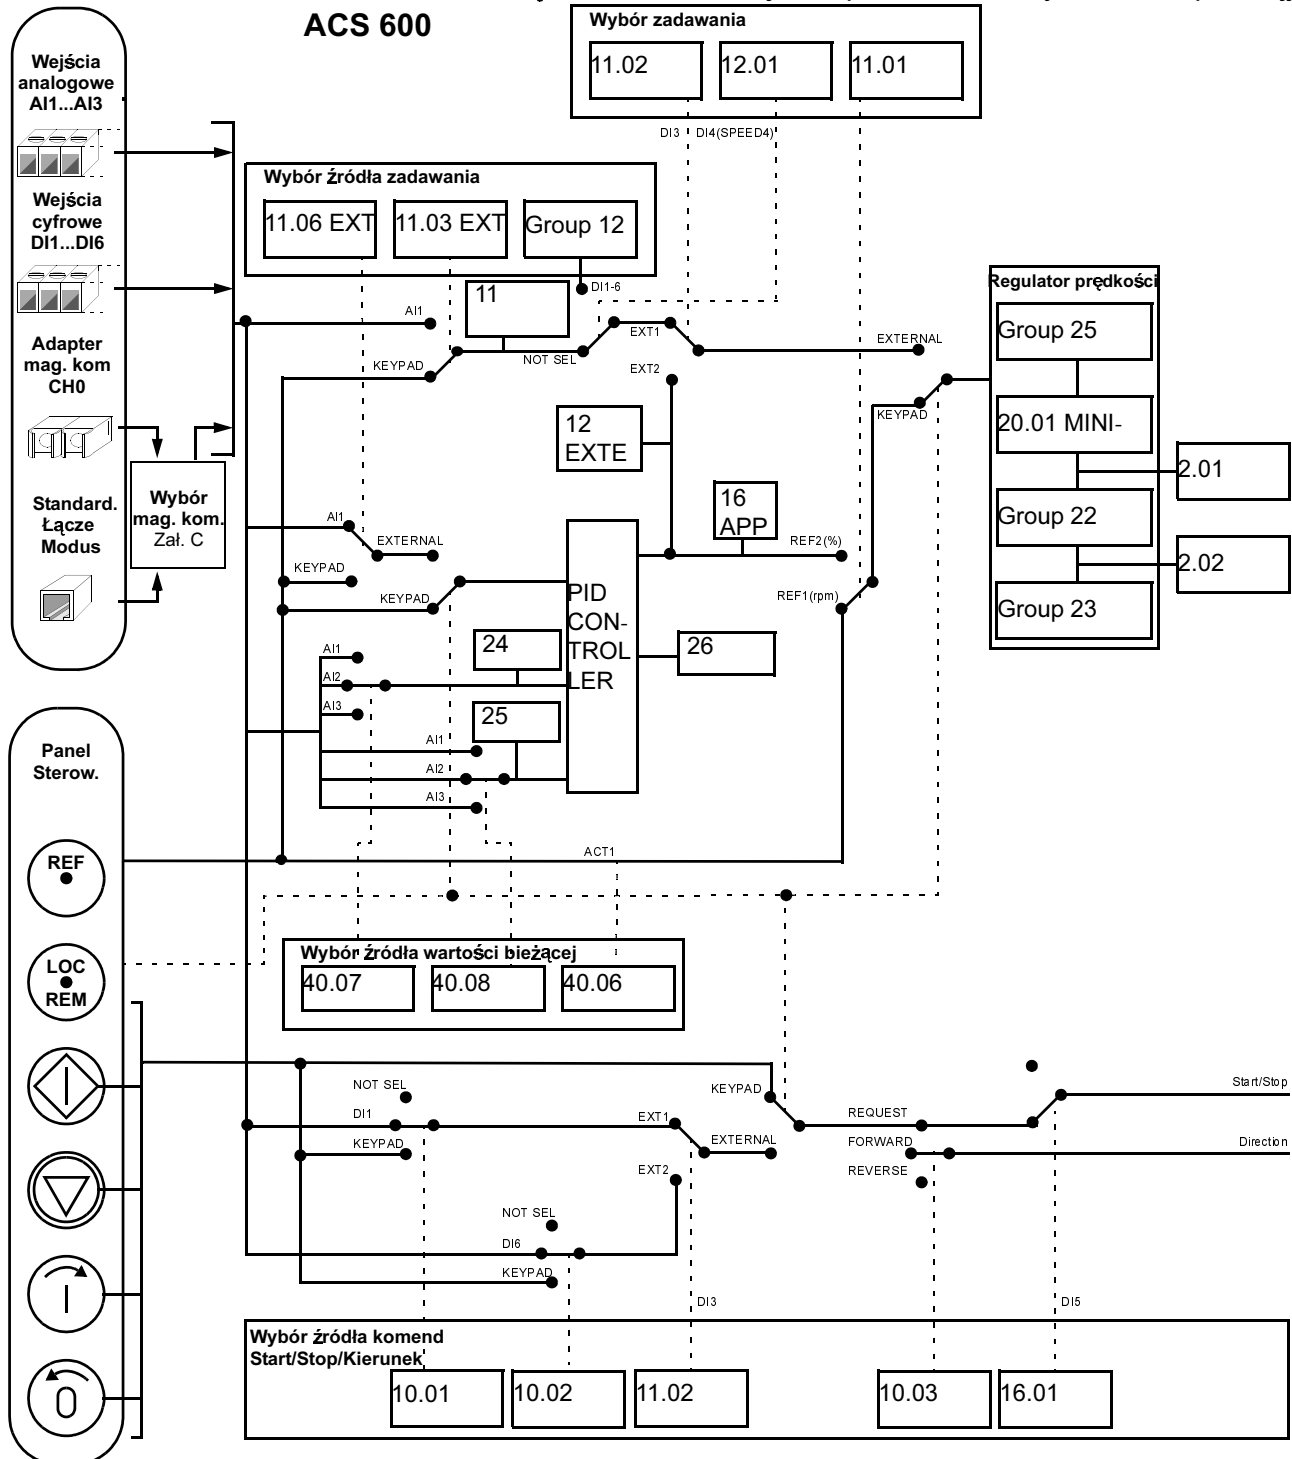 ACS 600
Wybór zadawania
11.02
12.01
11.01
DI3
DI4(SPEED4)
Wejścia
analogowe
AI1...AI3
Wejścia
cyfrowe
DI1...DI6
Adapter
mag. kom
CH0
Standard.
Łącze
Modus
Wybór
mag. kom.
Zał. C
Wybór źródła zadawania
11.06 EXT
11.03 EXT
Group 12
DI1-6
11
AI1
KEYPAD
NOT SEL
EXT1
EXT2
EXTERNAL
KEYPAD
12
EXTE
16
APP
Regulator prędkości
Group 25
20.01 MINI-
2.01
Group 22
2.02
Group 23
AI1
EXTERNAL
KEYPAD
KEYPAD
REF2(%)
REF1(rpm)
PID
CON-
TROL
LER
24
26
25
AI1
AI2
AI3
AI1
AI2
AI3
ACT1
Panel
Sterow.
REF
LOC
REM
Wybór źródła wartości bieżącej
40.07
40.08
40.06
NOT SEL
DI1
KEYPAD
EXT1
EXT2
EXTERNAL
KEYPAD
REQUEST
FORWARD
REVERSE
Start/Stop
Direction
NOT SEL
DI6
KEYPAD
DI3
DI5
Wybór źródła komend
Start/Stop/Kierunek
10.01
10.02
11.02
10.03
16.01